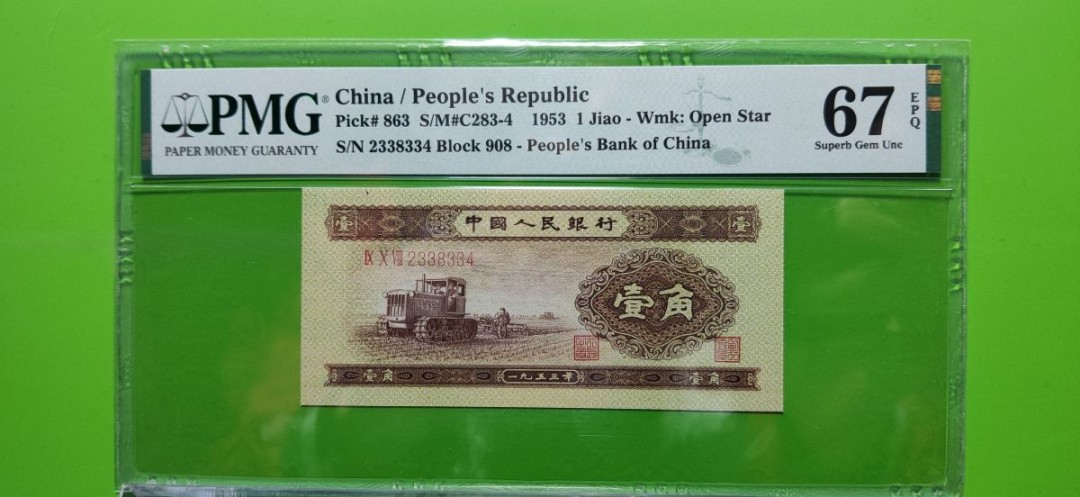 PMG®
PAPER MONEY GUARANTY
China / People's Republic
Pick# 863 S/M#C283-4 1953 1 Jiao - Wmk: Open Star
S/N 2338334 Block 908 - People's Bank of China
67
EPQ
Superb Gem Unc
壹 中國人民銀行 壹
Ⅸ Ⅹ Ⅷ 2338334
壹角
壹角 一九五三年 壹角